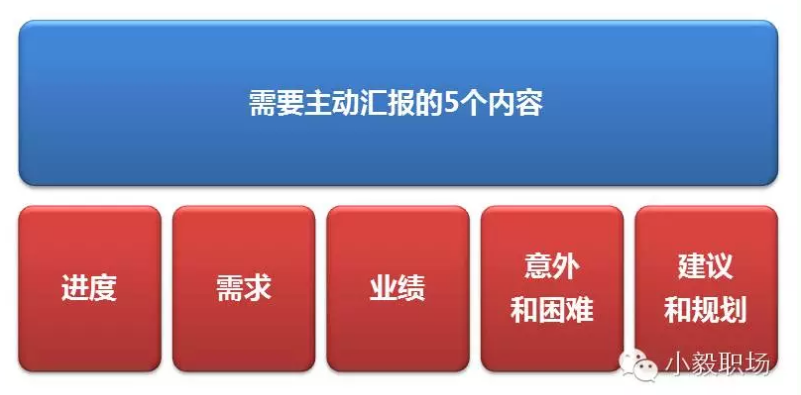 需要主动汇报的5个内容
进度
需求
业绩
意外
和困难
建议
和规划
小毅职场